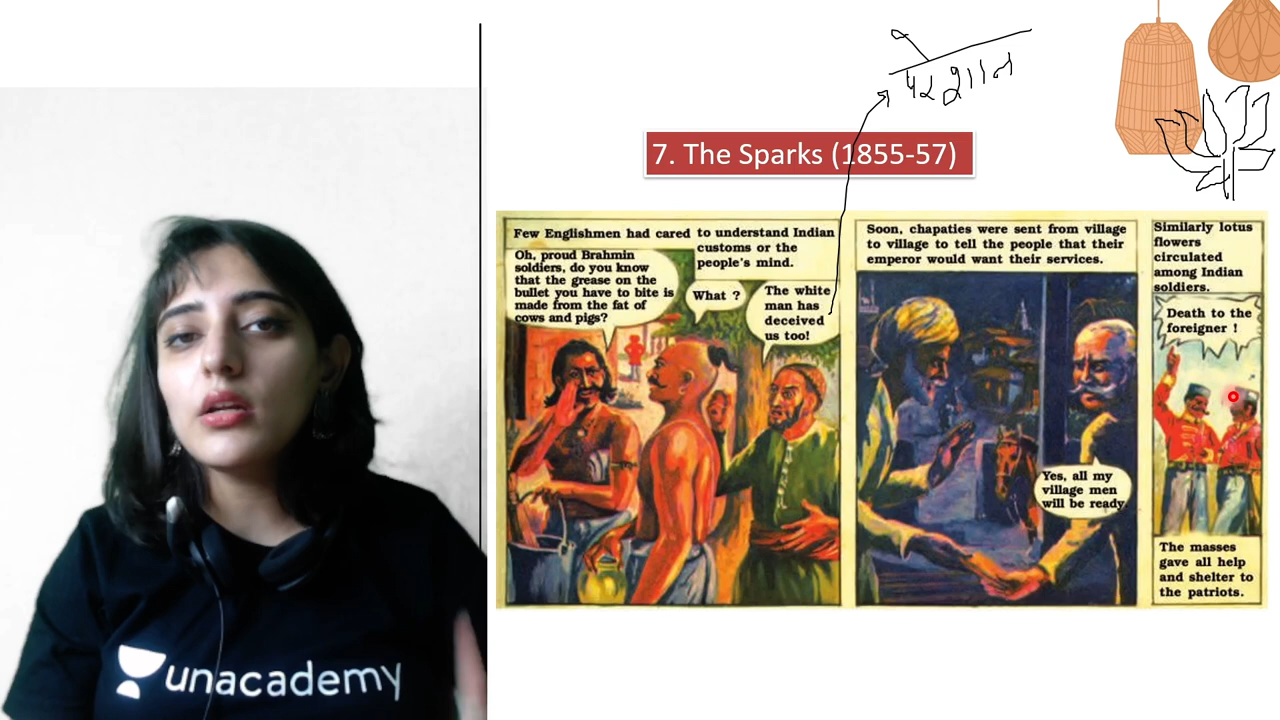 परेशान
7. The Sparks (1855-57)
Few Englishmen had cared to understand Indian
customs or the
people's mind.
Oh, proud Brahmin
soldiers, do you know
that the grease on the
bullet you have to bite is
made from the fat of
cows and pigs?
What ?
The white
man has
deceived
us too!
Soon, chapaties were sent from village
to village to tell the people that their
emperor would want their services.
Yes, all my
village men
will be ready.
Similarly lotus
flowers
circulated
among Indian
soldiers.
Death to the
foreigner !
The masses
gave all help
and shelter to
the patriots.
unacademy